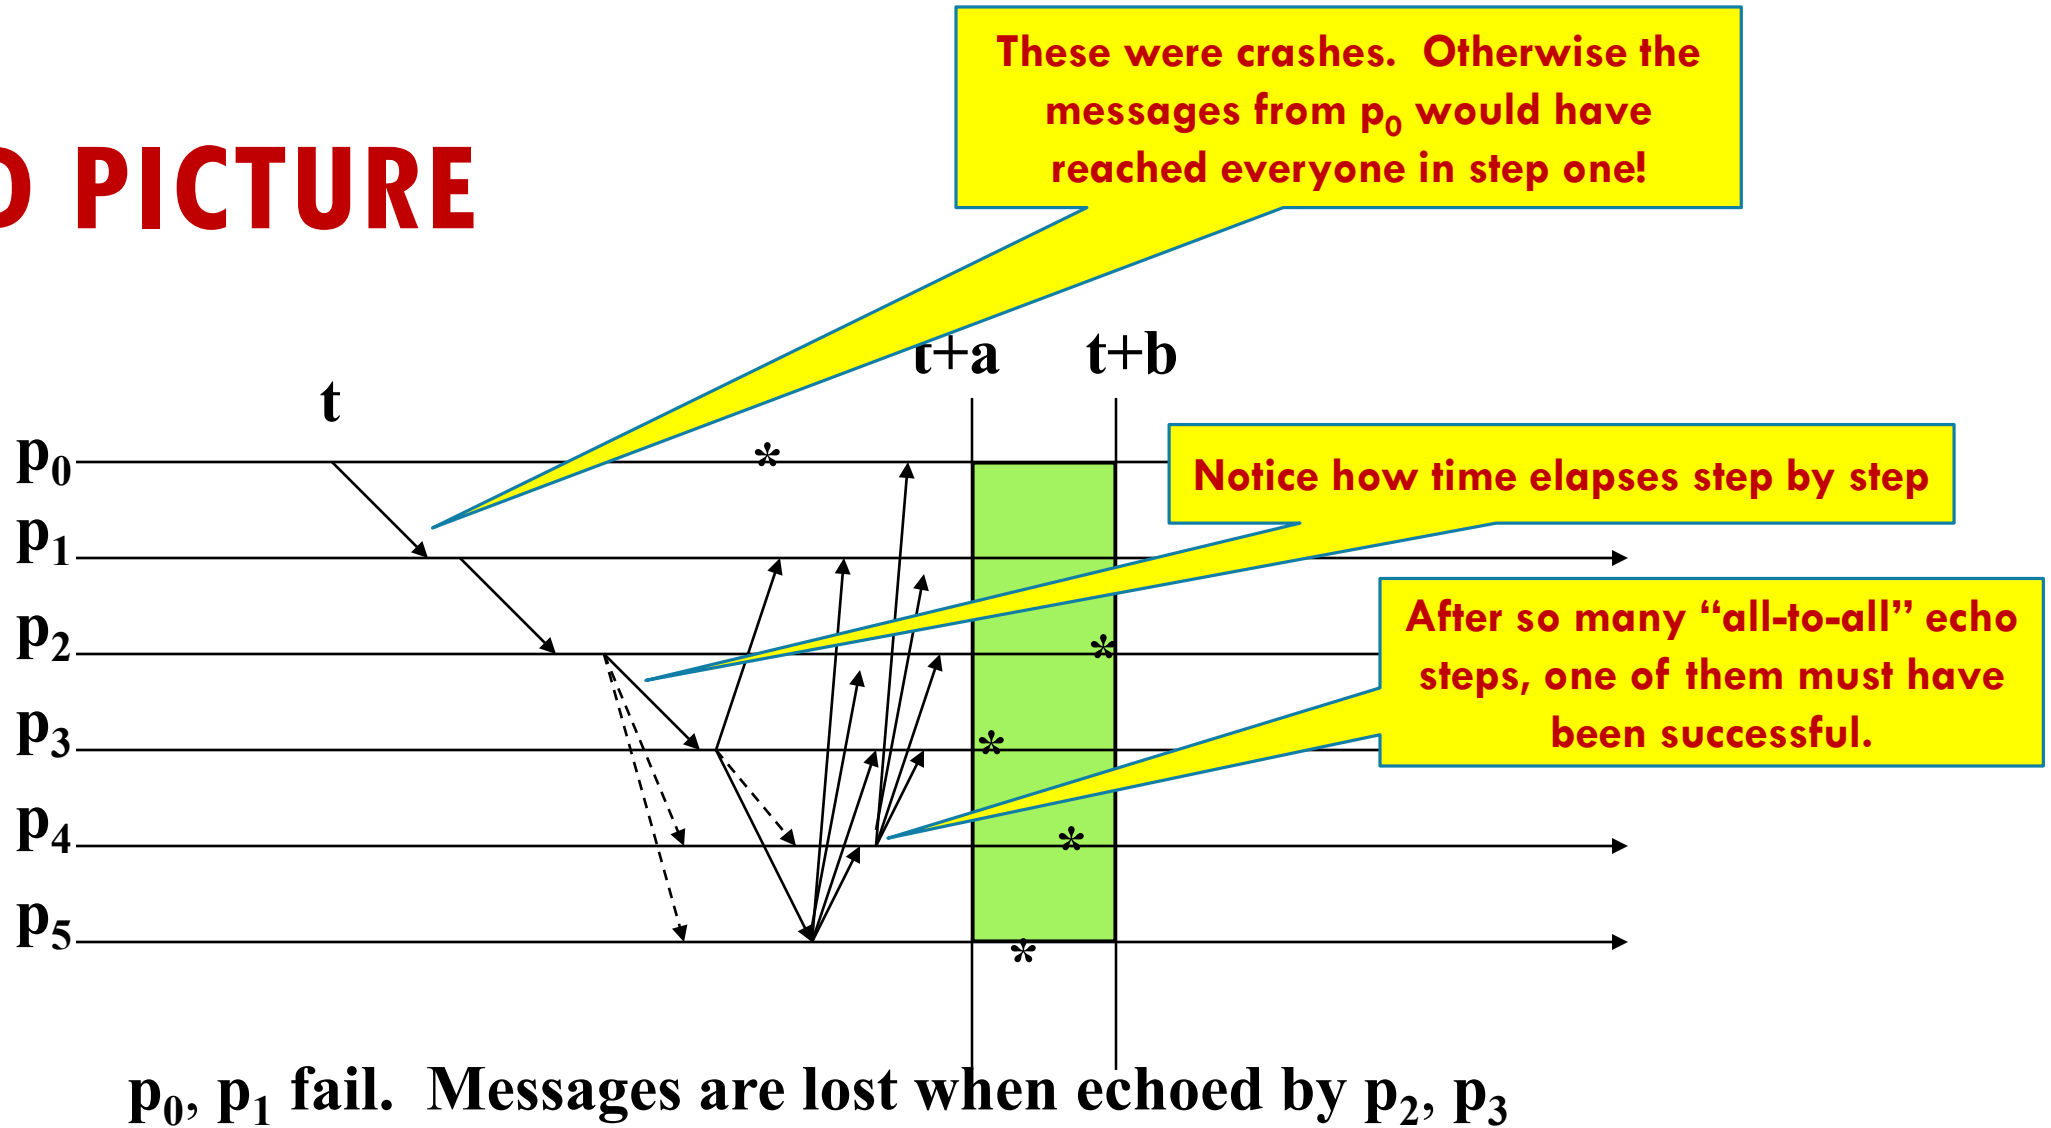 These were crashes.  Otherwise the
messages from p₀ would have
reached everyone in step one!
D PICTURE
t+a t+b
t
p₀
*
Notice how time elapses step by step
p₁
After so many “all-to-all” echo
steps, one of them must have
been successful.
p₂
*
p₃
*
p₄
*
p₅
*
p₀, p₁ fail.  Messages are lost when echoed by p₂, p₃